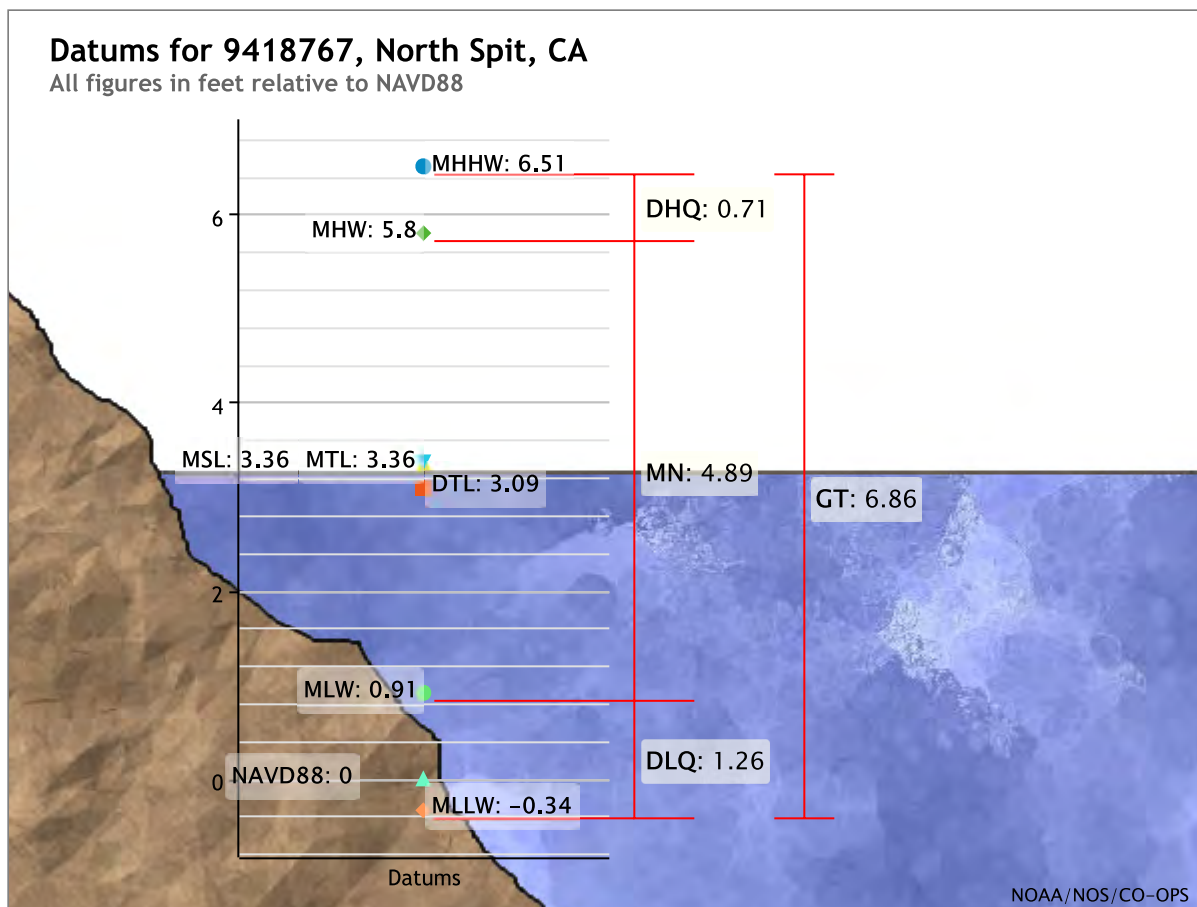 Datums for 9418767, North Spit, CA
All figures in feet relative to NAVD88
MHHW: 6.51
DHQ: 0.71
6
MHW: 5.8
4
MSL: 3.36
MTL: 3.36
MN: 4.89
DTL: 3.09
GT: 6.86
2
MLW: 0.91
DLQ: 1.26
0
NAVD88: 0
MLLW: −0.34
Datums
NOAA/NOS/CO−OPS